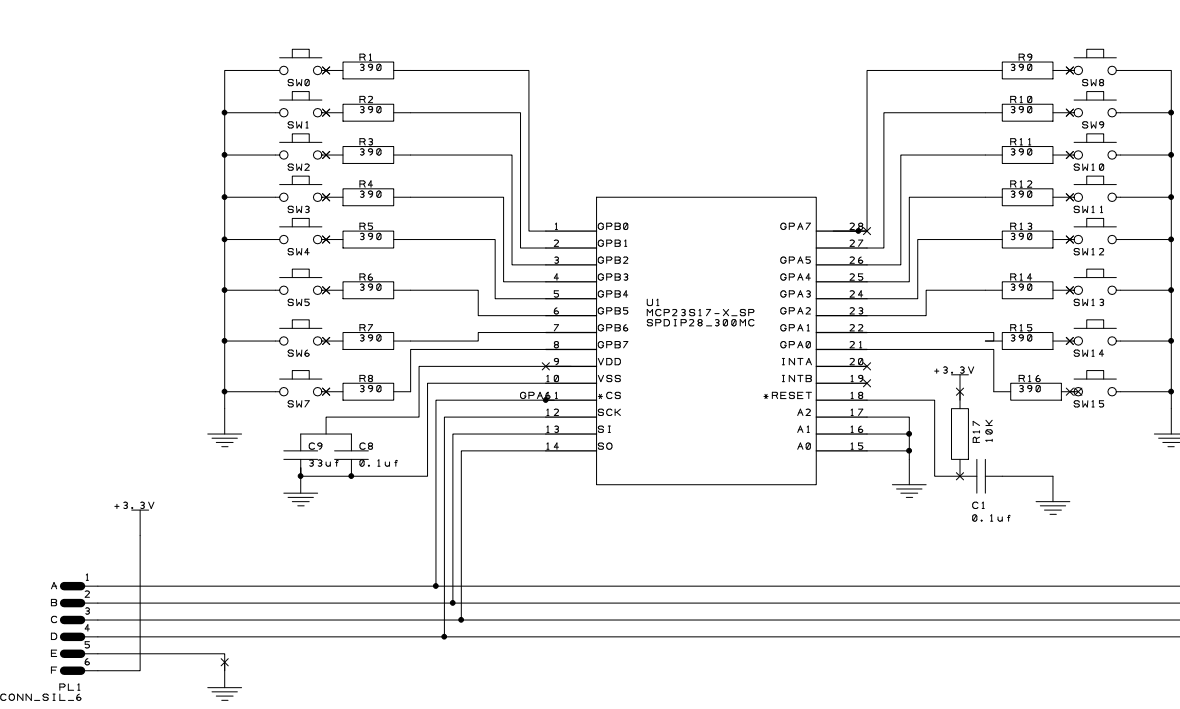 R1
390
SW0
R2
390
SW1
R3
390
SW2
R4
390
SW3
R5
390
SW4
R6
390
SW5
R7
390
SW6
R8
390
SW7
R9
390
SW8
R10
390
SW9
R11
390
SW10
R12
390
SW11
R13
390
SW12
R14
390
SW13
R15
390
SW14
R16
390
SW15
1 GPB0
2 GPB1
3 GPB2
4 GPB3
5 GPB4
6 GPB5
7 GPB6
8 GPB7
9 VDD
10 VSS
*CS
12 SCK
13 SI
14 SO
U1
MCP23S17-X_SP
SPDIP28_300MC
GPA7 28
27
GPA5 26
GPA4 25
GPA3 24
GPA2 23
GPA1 22
GPA0 21
INTA 20
INTB 19
*RESET 18
A2 17
A1 16
A0 15
+3.3V
R17
10K
C1
0.1uf
C9
33uf
C8
0.1uf
+3.3V
A 1
B 2
C 3
D 4
E 5
F 6
PL1
CONN_SIL_6